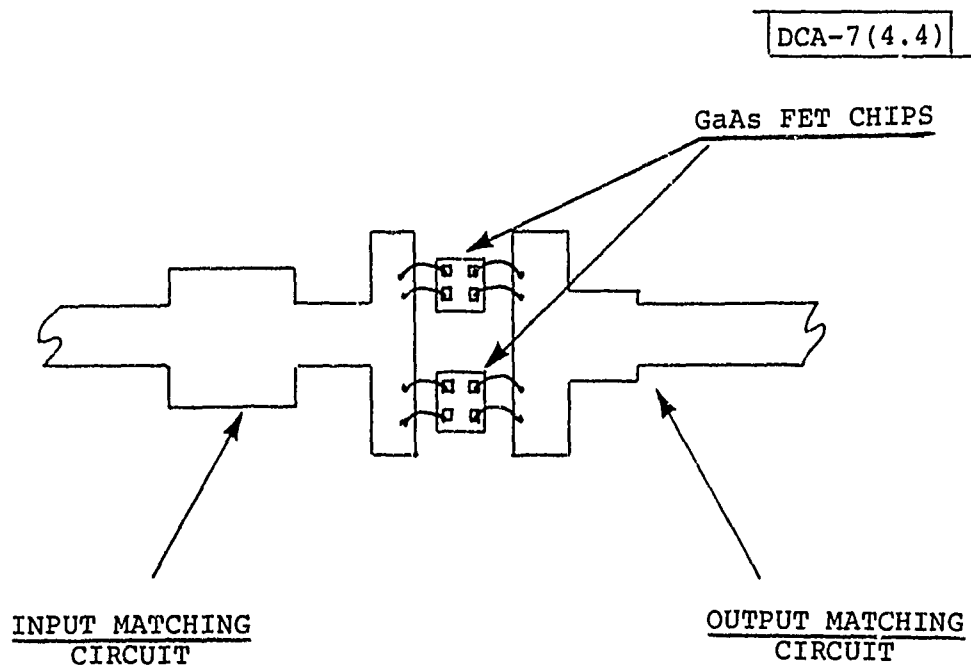 DCA-7(4.4)
GaAs FET CHIPS
INPUT MATCHING
CIRCUIT
OUTPUT MATCHING
CIRCUIT